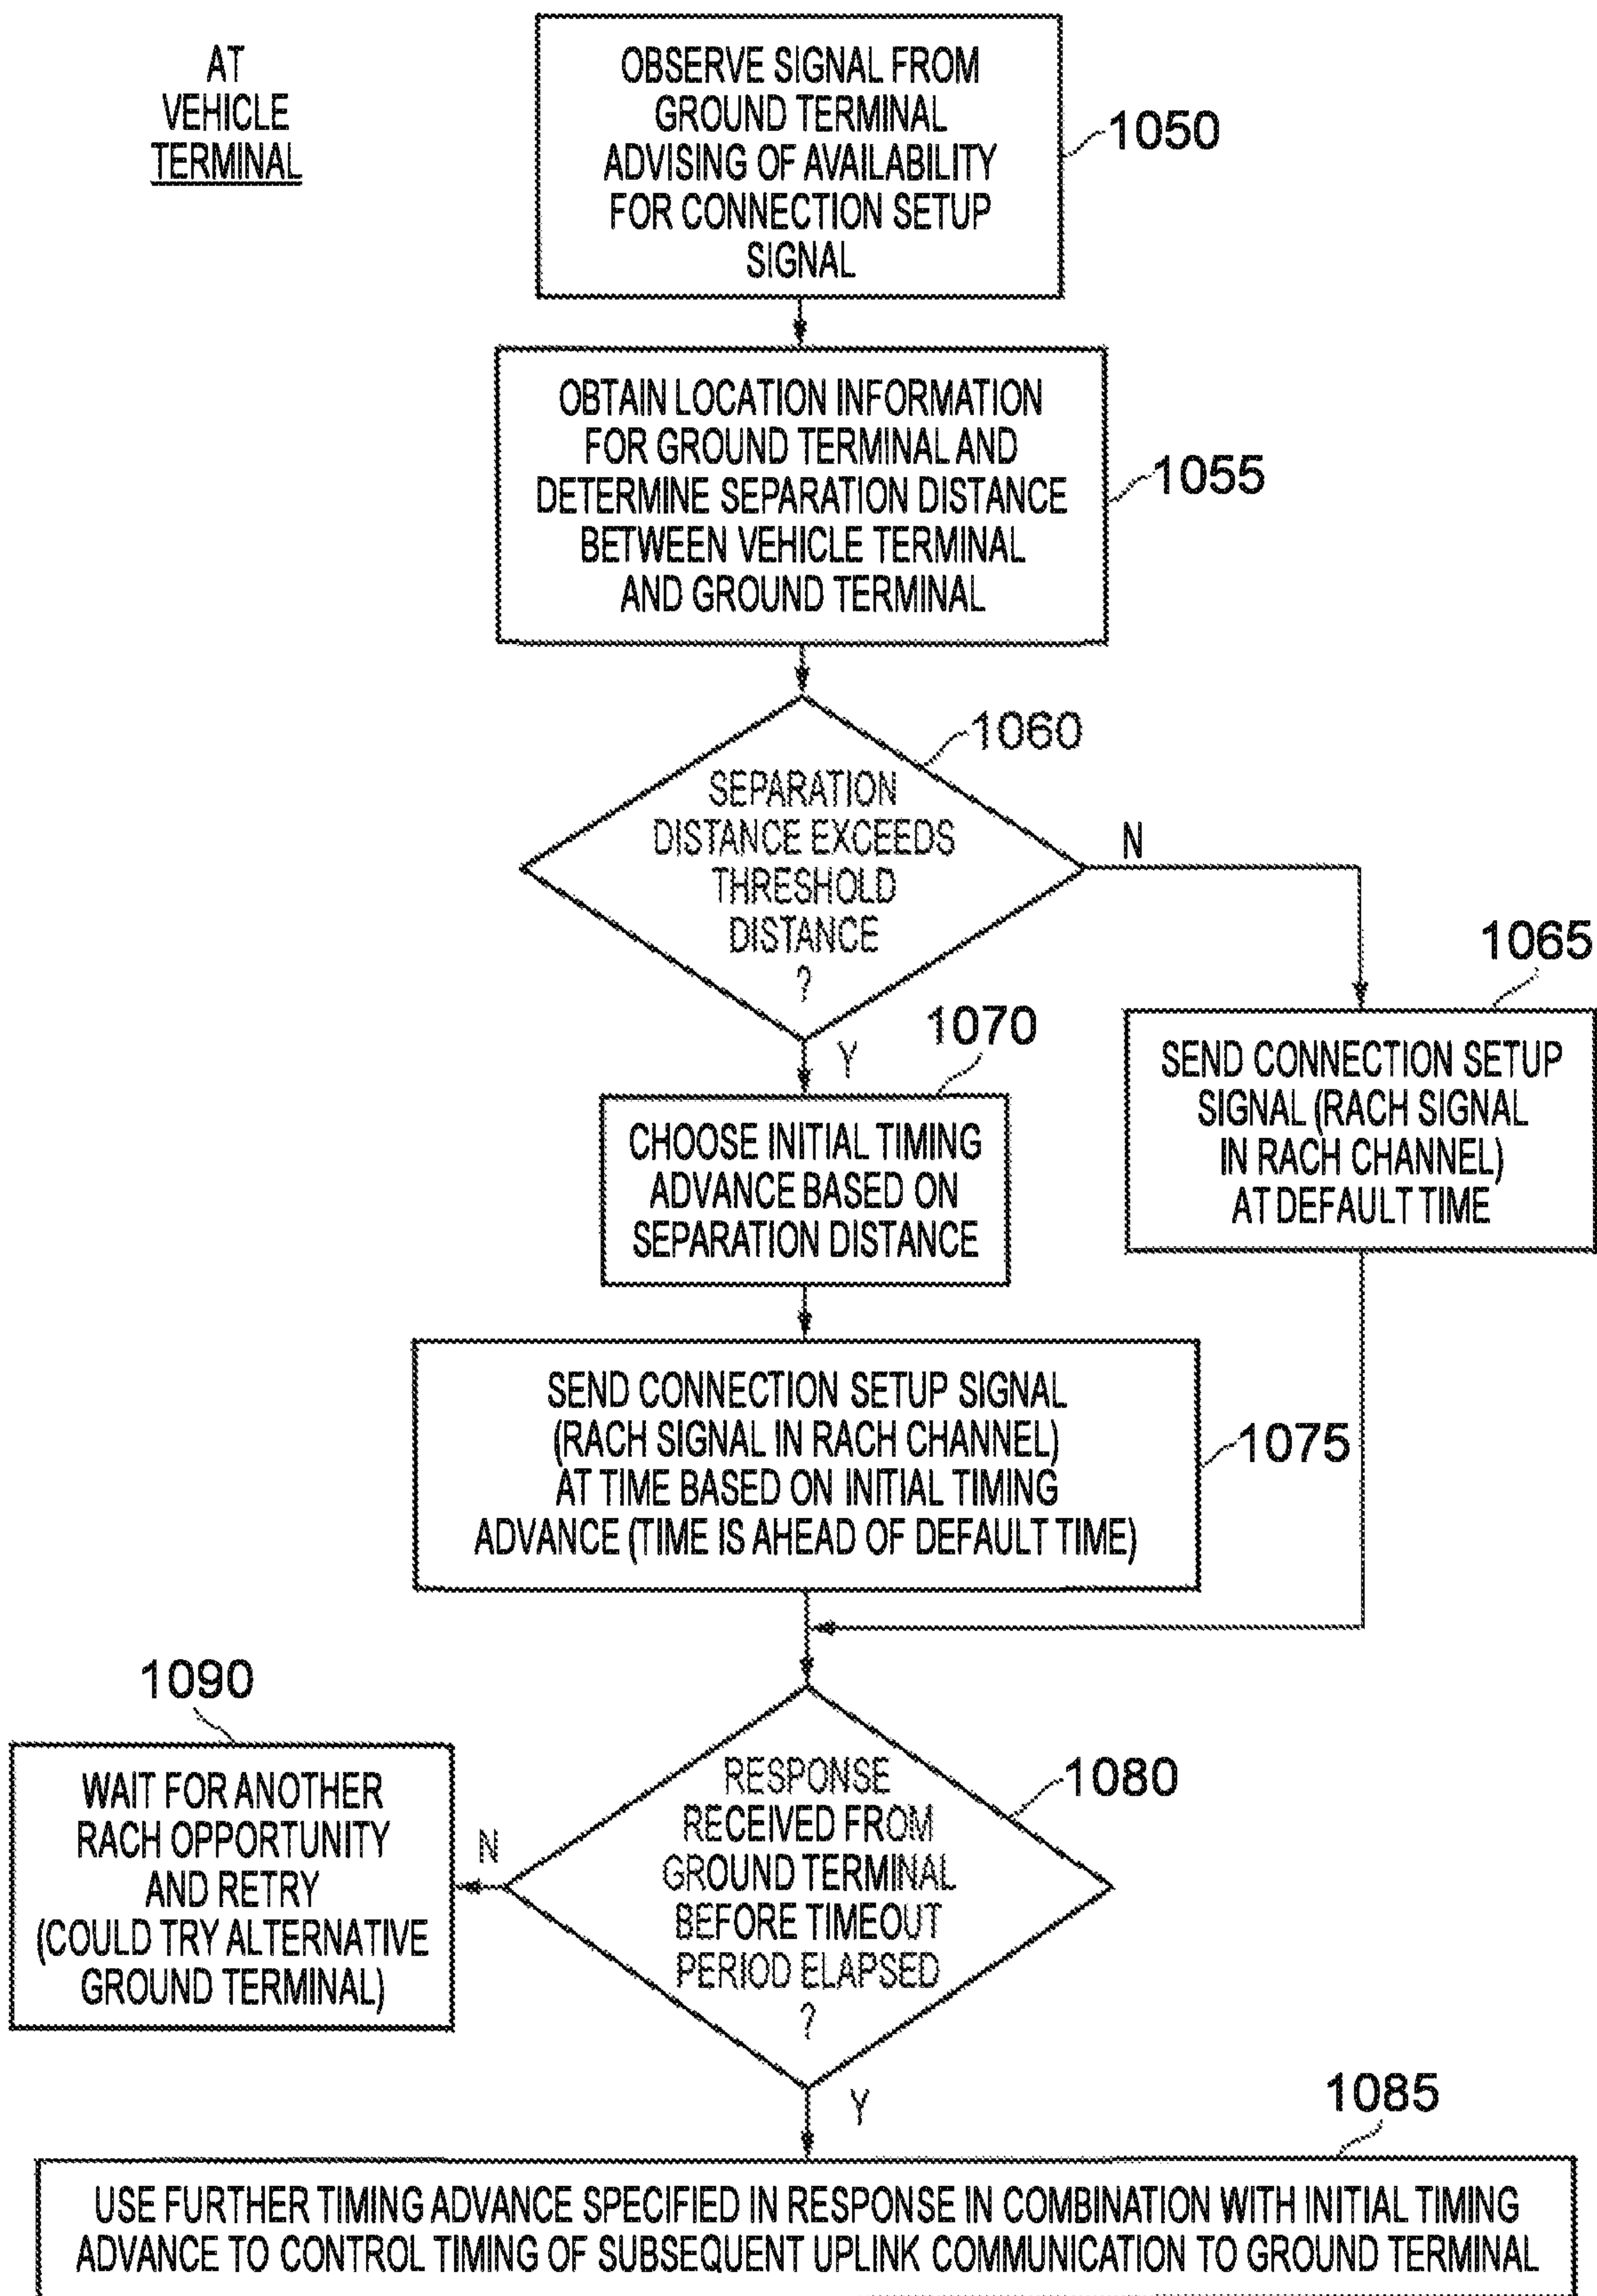 AT
VEHICLE
TERMINAL
OBSERVE SIGNAL FROM
GROUND TERMINAL
ADVISING OF AVAILABILITY
FOR CONNECTION SETUP
SIGNAL
1050
OBTAIN LOCATION INFORMATION
FOR GROUND TERMINAL AND
DETERMINE SEPARATION DISTANCE
BETWEEN VEHICLE TERMINAL
AND GROUND TERMINAL
1055
1060
SEPARATION
DISTANCE EXCEEDS
THRESHOLD
DISTANCE
?
N
Y
1065
SEND CONNECTION SETUP
SIGNAL (RACH SIGNAL
IN RACH CHANNEL)
AT DEFAULT TIME
1070
CHOOSE INITIAL TIMING
ADVANCE BASED ON
SEPARATION DISTANCE
SEND CONNECTION SETUP SIGNAL
(RACH SIGNAL IN RACH CHANNEL)
AT TIME BASED ON INITIAL TIMING
ADVANCE (TIME IS AHEAD OF DEFAULT TIME)
1075
1080
RESPONSE
RECEIVED FROM
GROUND TERMINAL
BEFORE TIMEOUT
PERIOD ELAPSED
?
N
1090
WAIT FOR ANOTHER
RACH OPPORTUNITY
AND RETRY
(COULD TRY ALTERNATIVE
GROUND TERMINAL)
Y
1085
USE FURTHER TIMING ADVANCE SPECIFIED IN RESPONSE IN COMBINATION WITH INITIAL TIMING
ADVANCE TO CONTROL TIMING OF SUBSEQUENT UPLINK COMMUNICATION TO GROUND TERMINAL